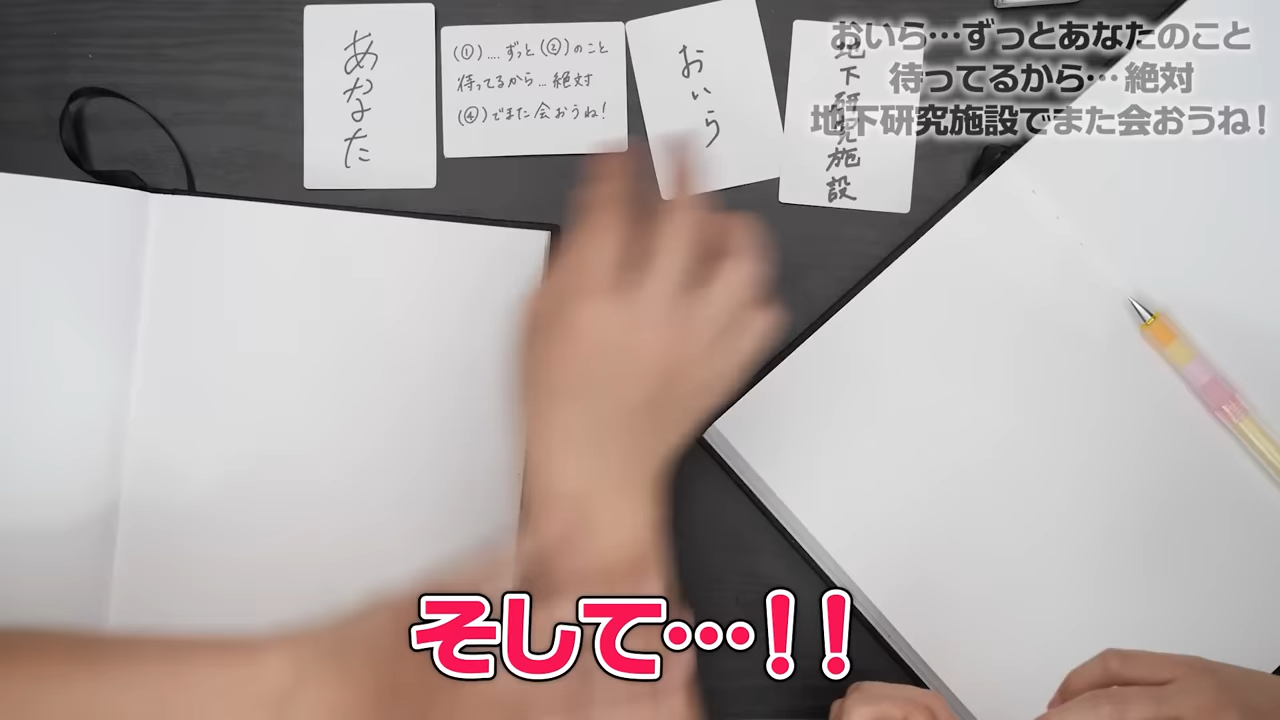 あなた
(①)....ずっと(②)のこと
待ってるから...絶対
(④)でまた会おうね!
おいら
地下研究施設
おいら…ずっとあなたのこと
待ってるから…絶対
地下研究施設でまた会おうね!
そして…!!